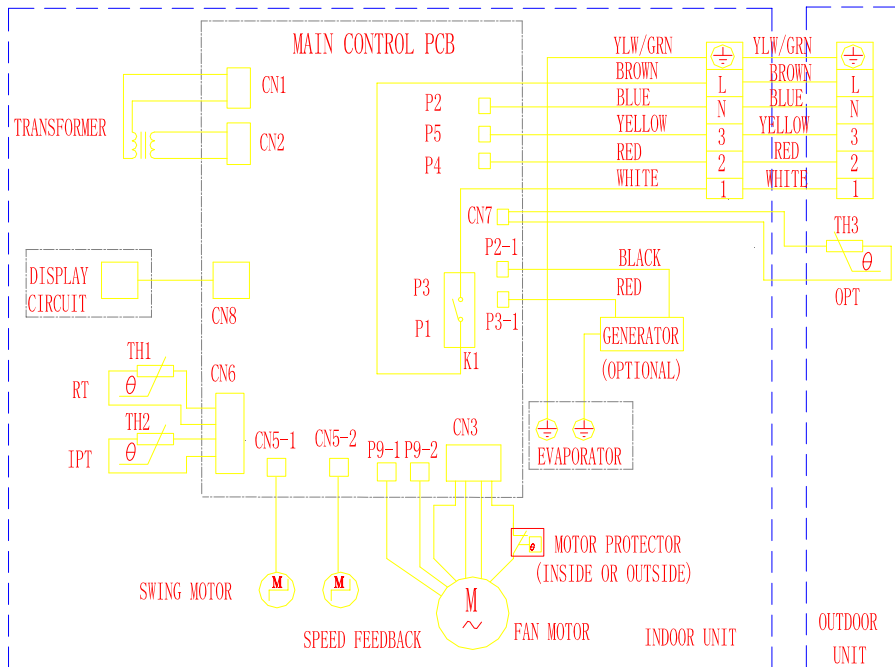 MAIN CONTROL PCB
YLW/GRN
YLW/GRN
BROWN
L
BROWN
L
CN1
P2
BLUE
N
BLUE
N
TRANSFORMER
CN2
P5
YELLOW
3
YELLOW
3
P4
RED
2
RED
2
WHITE
1
WHITE
1
CN7
TH3
θ
OPT
P2-1
BLACK
DISPLAY
CIRCUIT
CN8
P3
P1
K1
RED
P3-1
GENERATOR
(OPTIONAL)
TH1
θ
RT
CN6
TH2
θ
IPT
CN5-1
CN5-2
P9-1
P9-2
CN3
EVAPORATOR
θ
MOTOR PROTECTOR
(INSIDE OR OUTSIDE)
SWING MOTOR
M
M
M
~
SPEED FEEDBACK
FAN MOTOR
INDOOR UNIT
OUTDOOR
UNIT